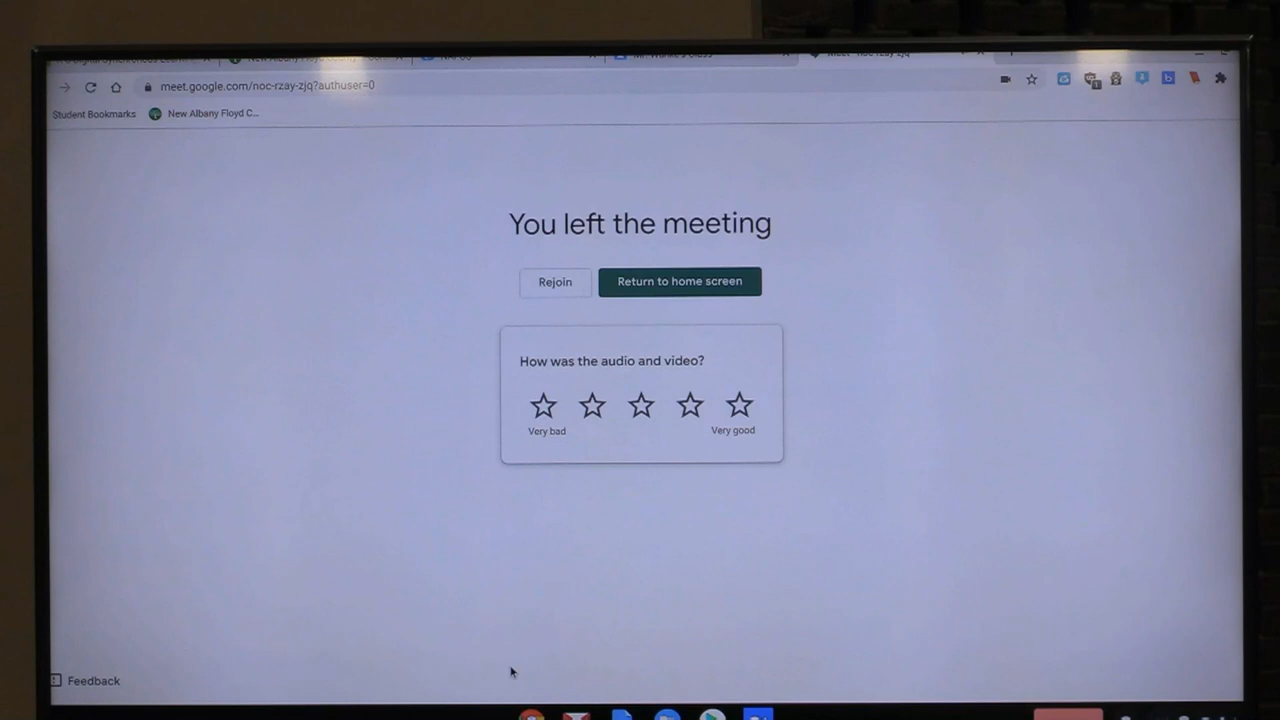 meet.google.com/noc-rzay-zjq?authuser=0
Student Bookmarks
New Albany Floyd C...
You left the meeting
Rejoin
Return to home screen
How was the audio and video?
Very bad
Very good
Feedback